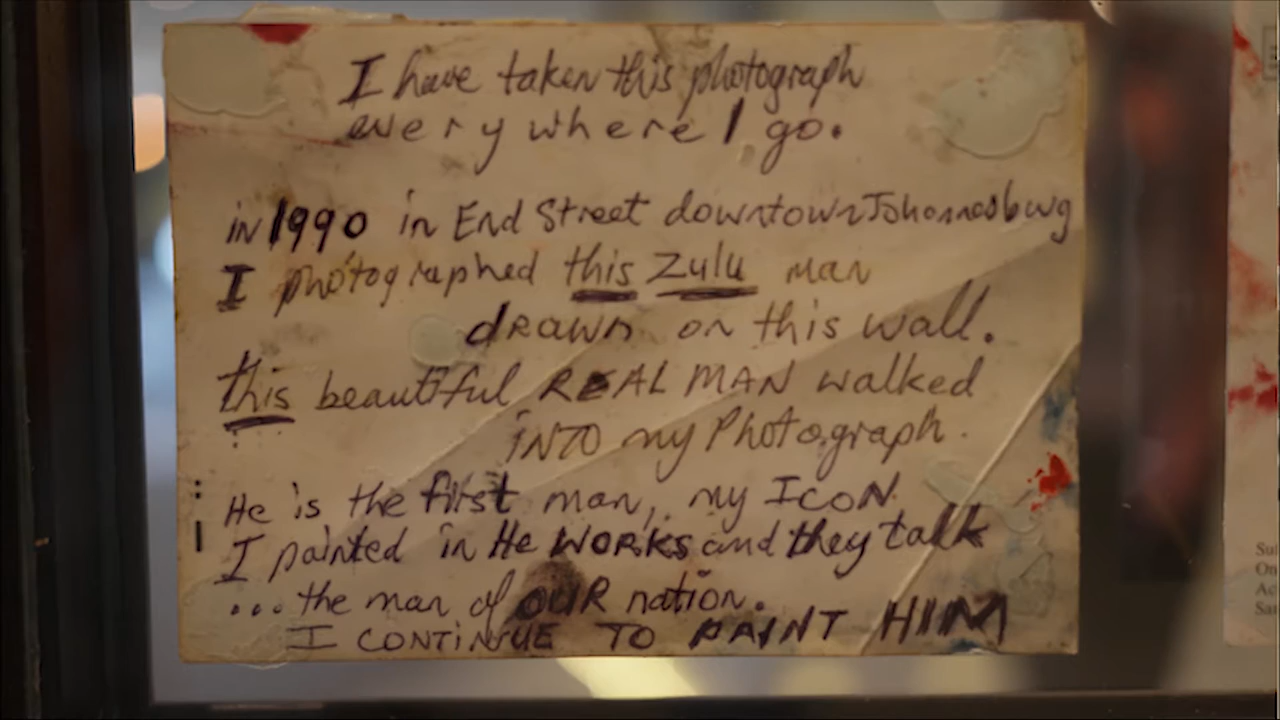 I have taken this photograph
every where I go.
in 1990 in End Street downtown Johannesburg
I photographed this Zulu man
drawn on this wall.
this beautiful REAL MAN walked
iNTO my Photograph.
He is the first man, my ICON.
I painted in He WORKS and they talk
... the man of OUR nation.
I CONTINUE TO PAINT HIM